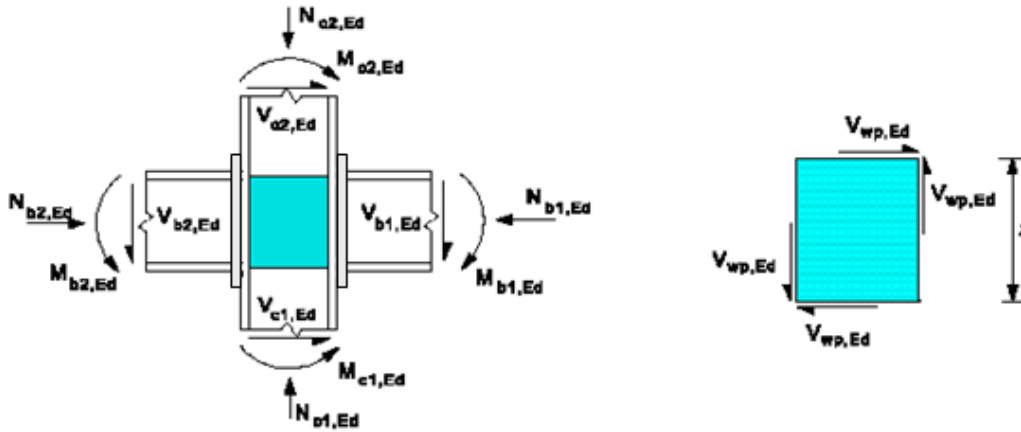 Nc2,Ed
Mc2,Ed
Vc2,Ed
Nb2,Ed
Vb2,Ed
Mb2,Ed
Vb1,Ed
Nb1,Ed
Mb1,Ed
Vc1,Ed
Mc1,Ed
Nc1,Ed
Vwp,Ed
Vwp,Ed
Vwp,Ed
Vwp,Ed